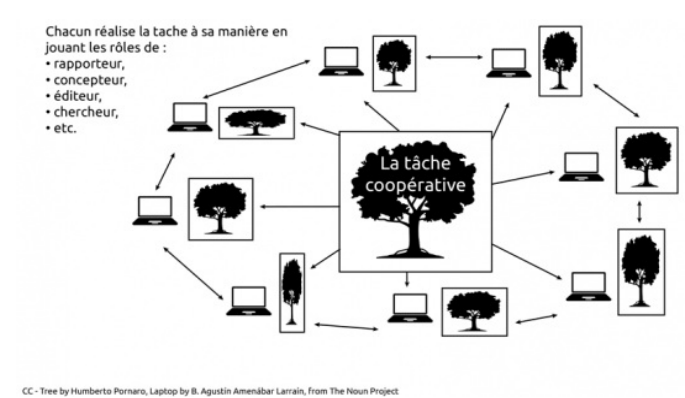 Chacun réalise la tache à sa manière en
jouant les rôles de :
• rapporteur,
• concepteur,
• éditeur,
• chercheur,
• etc.
La tâche
coopérative
CC - Tree by Humberto Pornaro, Laptop by B. Agustín Amenábar Larraín, from The Noun Project